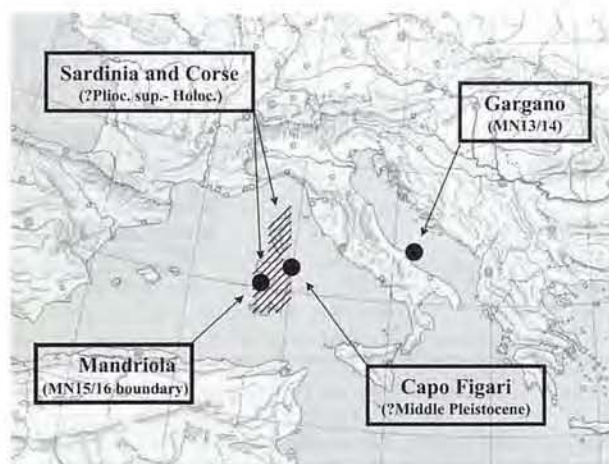 Sardinia and Corse
(?Plioc. sup.- Holoc.)
Gargano
(MN13/14)
Mandriola
(MN15/16 boundary)
Capo Figari
(?Middle Pleistocene)